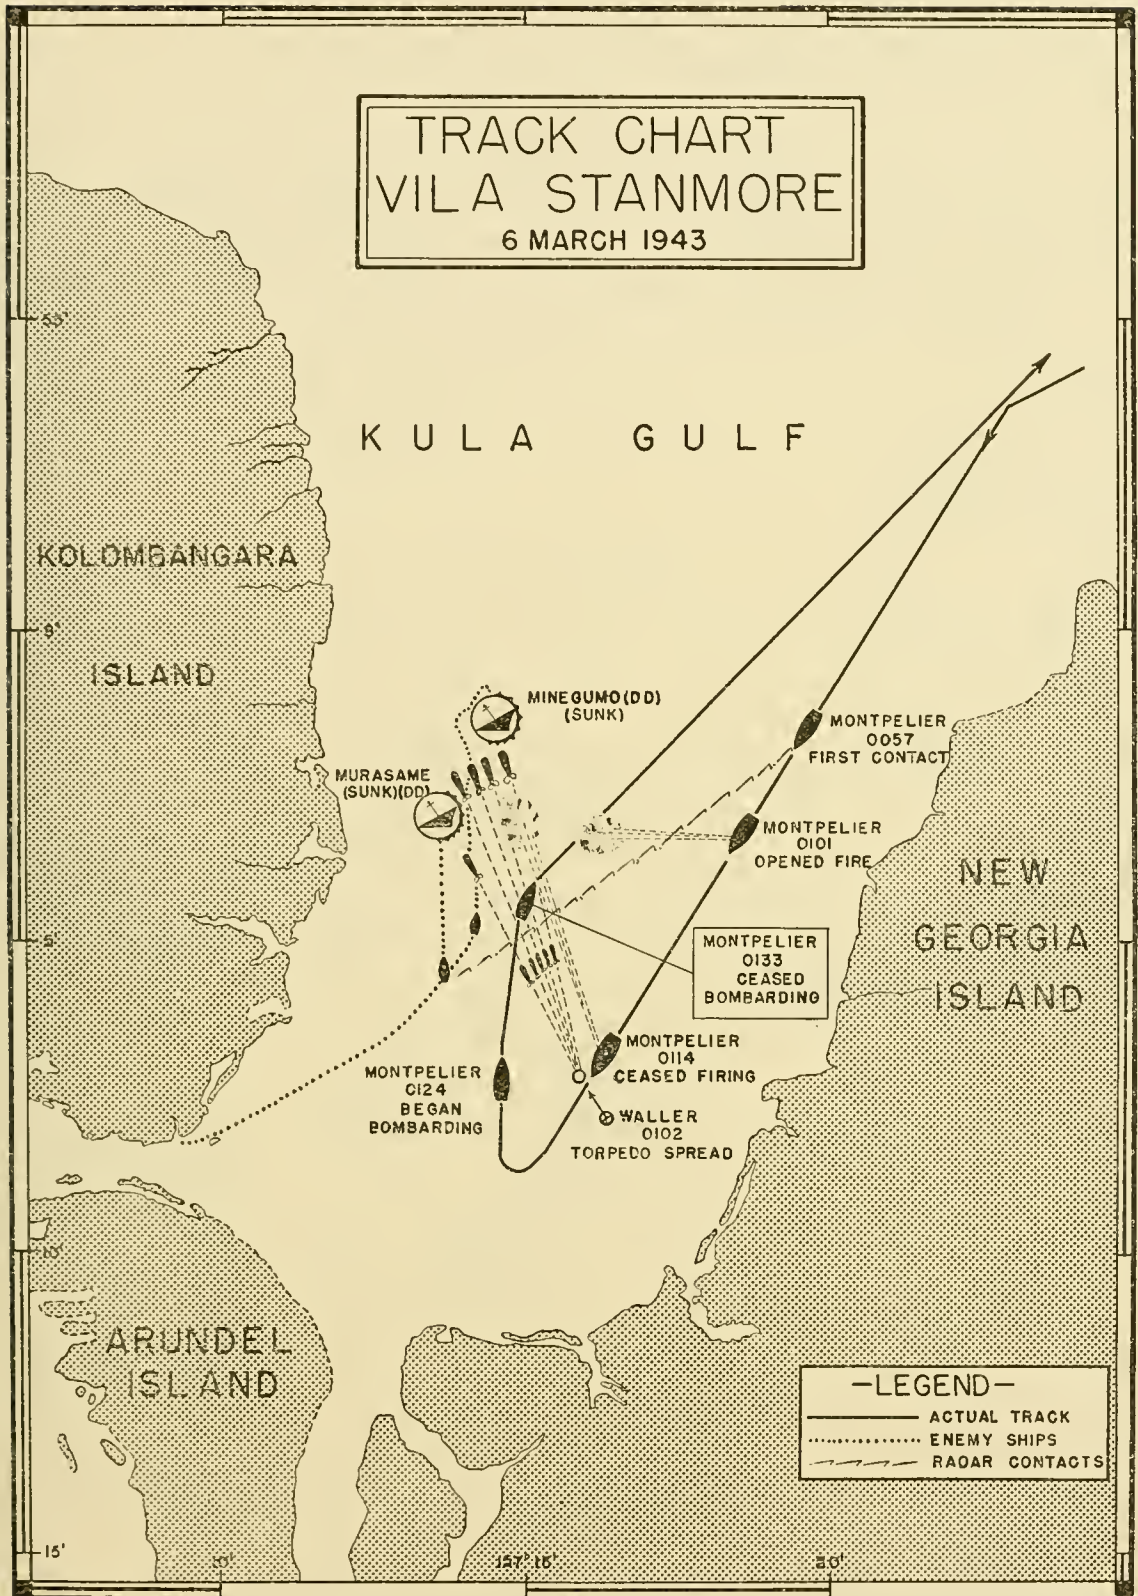 TRACK CHART
VILA STANMORE
6 MARCH 1943
55'
KULA GULF
KOLOMBANGARA
ISLAND
8°
MINEGUMO(DD)
(SUNK)
MONTPELIER
0057
FIRST CONTACT
MURASAME
(SUNK)(DD)
MONTPELIER
0101
OPENED FIRE
NEW
GEORGIA
ISLAND
5'
MONTPELIER
0133
CEASED
BOMBARDING
MONTPELIER
0114
CEASED FIRING
MONTPELIER
0124
BEGAN
BOMBARDING
WALLER
0102
TORPEDO SPREAD
10'
ARUNDEL
ISLAND
-LEGEND-
ACTUAL TRACK
ENEMY SHIPS
RADAR CONTACTS
15'
10'
20'